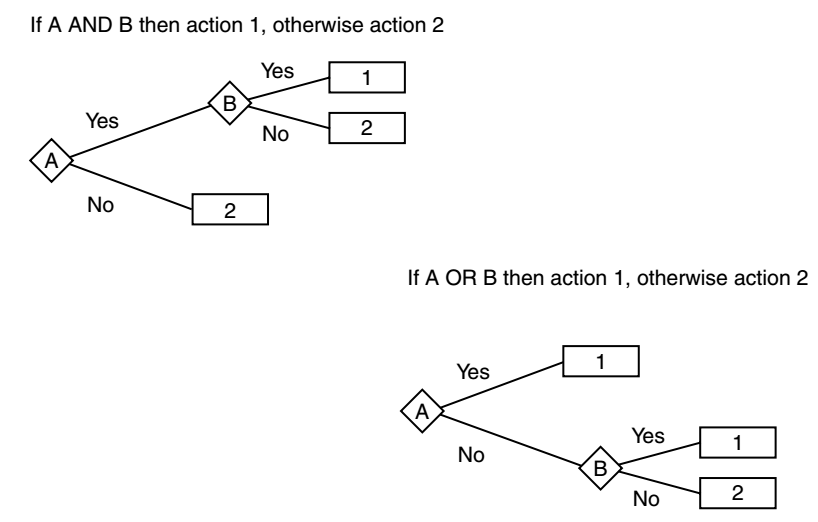 If A AND B then action 1, otherwise action 2
Yes
1
B
Yes
No
2
A
No
2
If A OR B then action 1, otherwise action 2
Yes
1
A
Yes
1
No
B
No
2